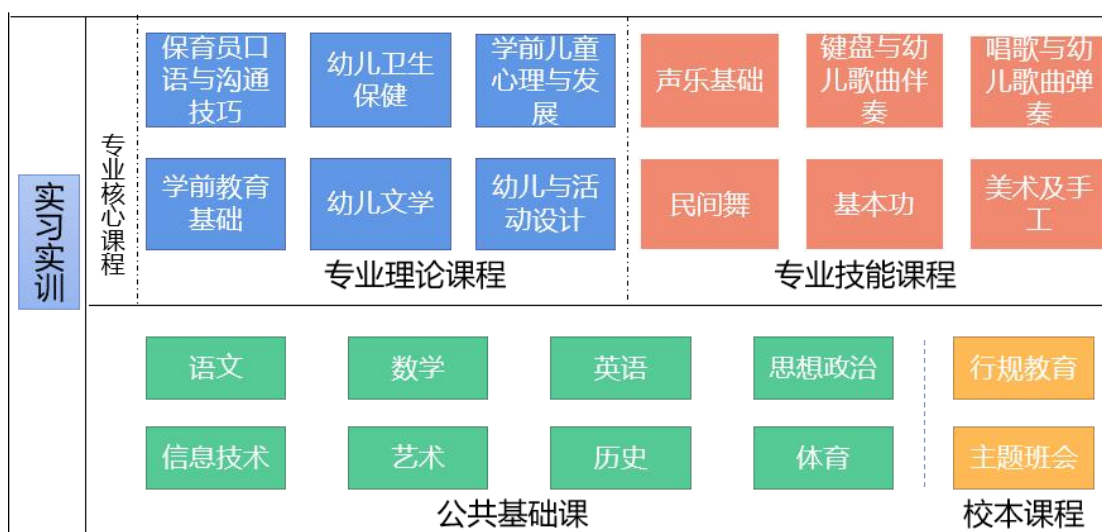 实习实训
专业核心课程
保育员口
语与沟通
技巧
幼儿卫生
保健
学前儿童
心理与发
展
学前教育
基础
幼儿文学
幼儿与活
动设计
专业理论课程
声乐基础
键盘与幼
儿歌曲伴
奏
唱歌与幼
儿歌曲弹
奏
民间舞
基本功
美术及手
工
专业技能课程
语文
数学
英语
思想政治
信息技术
艺术
历史
体育
公共基础课
行规教育
主题班会
校本课程